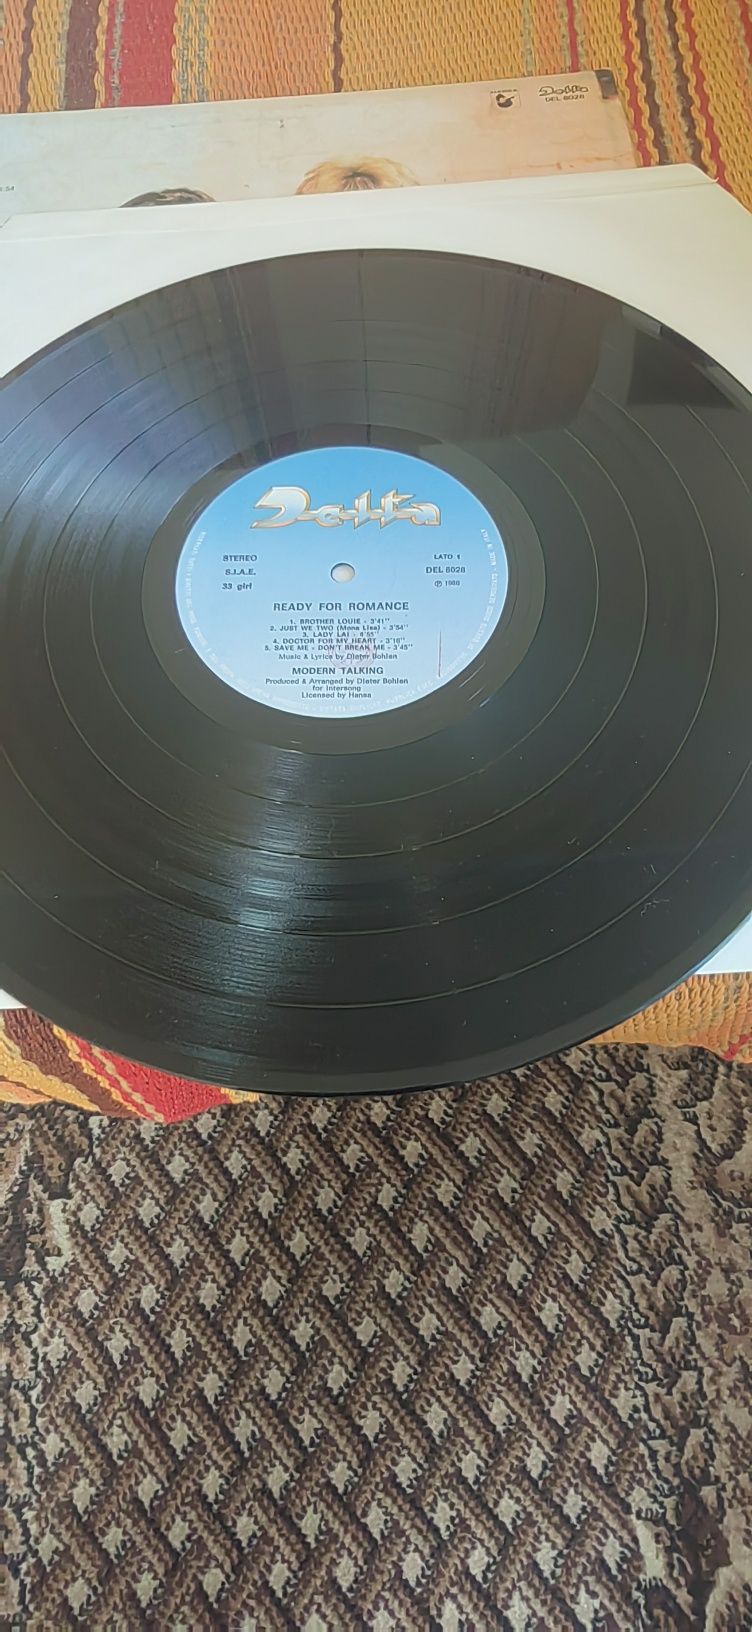 Delta
DEL 8028
Delta
STEREO
LATO 1
S.I.A.E.
DEL 8028
33 giri
℗ 1986
READY FOR ROMANCE
1. BROTHER LOUIE - 3'41"
2. JUST WE TWO (Mona Lisa) - 3'54"
3. LADY LAI - 4'55"
4. DOCTOR FOR MY HEART - 3'16"
5. SAVE ME - DON'T BREAK ME - 3'45"
Music & Lyrics by Dieter Bohlen
MODERN TALKING
Produced & Arranged by Dieter Bohlen
for Intersong
Licensed by Hansa